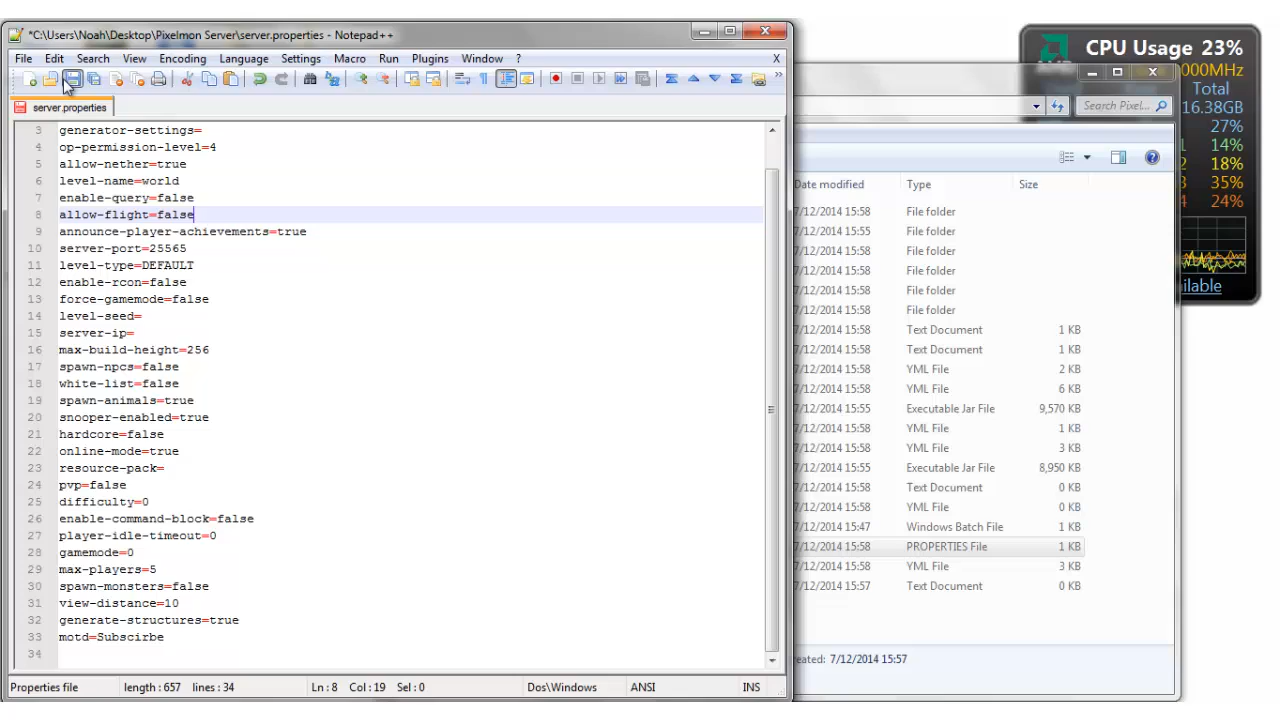 *C:\Users\Noah\Desktop\Pixelmon Server\server.properties - Notepad++
File Edit Search View Encoding Language Settings Macro Run Plugins Window ? X
server.properties
3 generator-settings=
4 op-permission-level=4
5 allow-nether=true
6 level-name=world
7 enable-query=false
8 allow-flight=false
9 announce-player-achievements=true
10 server-port=25565
11 level-type=DEFAULT
12 enable-rcon=false
13 force-gamemode=false
14 level-seed=
15 server-ip=
16 max-build-height=256
17 spawn-npcs=false
18 white-list=false
19 spawn-animals=true
20 snooper-enabled=true
21 hardcore=false
22 online-mode=true
23 resource-pack=
24 pvp=false
25 difficulty=0
26 enable-command-block=false
27 player-idle-timeout=0
28 gamemode=0
29 max-players=5
30 spawn-monsters=false
31 view-distance=10
32 generate-structures=true
33 motd=Subscirbe
34
Properties file length : 657 lines : 34 Ln : 8 Col : 19 Sel : 0 Dos\Windows ANSI INS
CPU Usage 23%
000MHz
Total
16.38GB
27%
1 14%
2 18%
3 35%
4 24%
ilable
Search Pixel...
Date modified Type Size
7/12/2014 15:58 File folder
7/12/2014 15:55 File folder
7/12/2014 15:58 File folder
7/12/2014 15:58 File folder
7/12/2014 15:58 File folder
7/12/2014 15:58 File folder
7/12/2014 15:58 Text Document 1 KB
7/12/2014 15:58 Text Document 1 KB
7/12/2014 15:58 YML File 2 KB
7/12/2014 15:58 YML File 6 KB
7/12/2014 15:55 Executable Jar File 9,570 KB
7/12/2014 15:58 YML File 1 KB
7/12/2014 15:58 YML File 3 KB
7/12/2014 15:55 Executable Jar File 8,950 KB
7/12/2014 15:58 Text Document 0 KB
7/12/2014 15:58 YML File 0 KB
7/12/2014 15:47 Windows Batch File 1 KB
7/12/2014 15:58 PROPERTIES File 1 KB
7/12/2014 15:58 YML File 3 KB
7/12/2014 15:57 Text Document 0 KB
eated: 7/12/2014 15:57